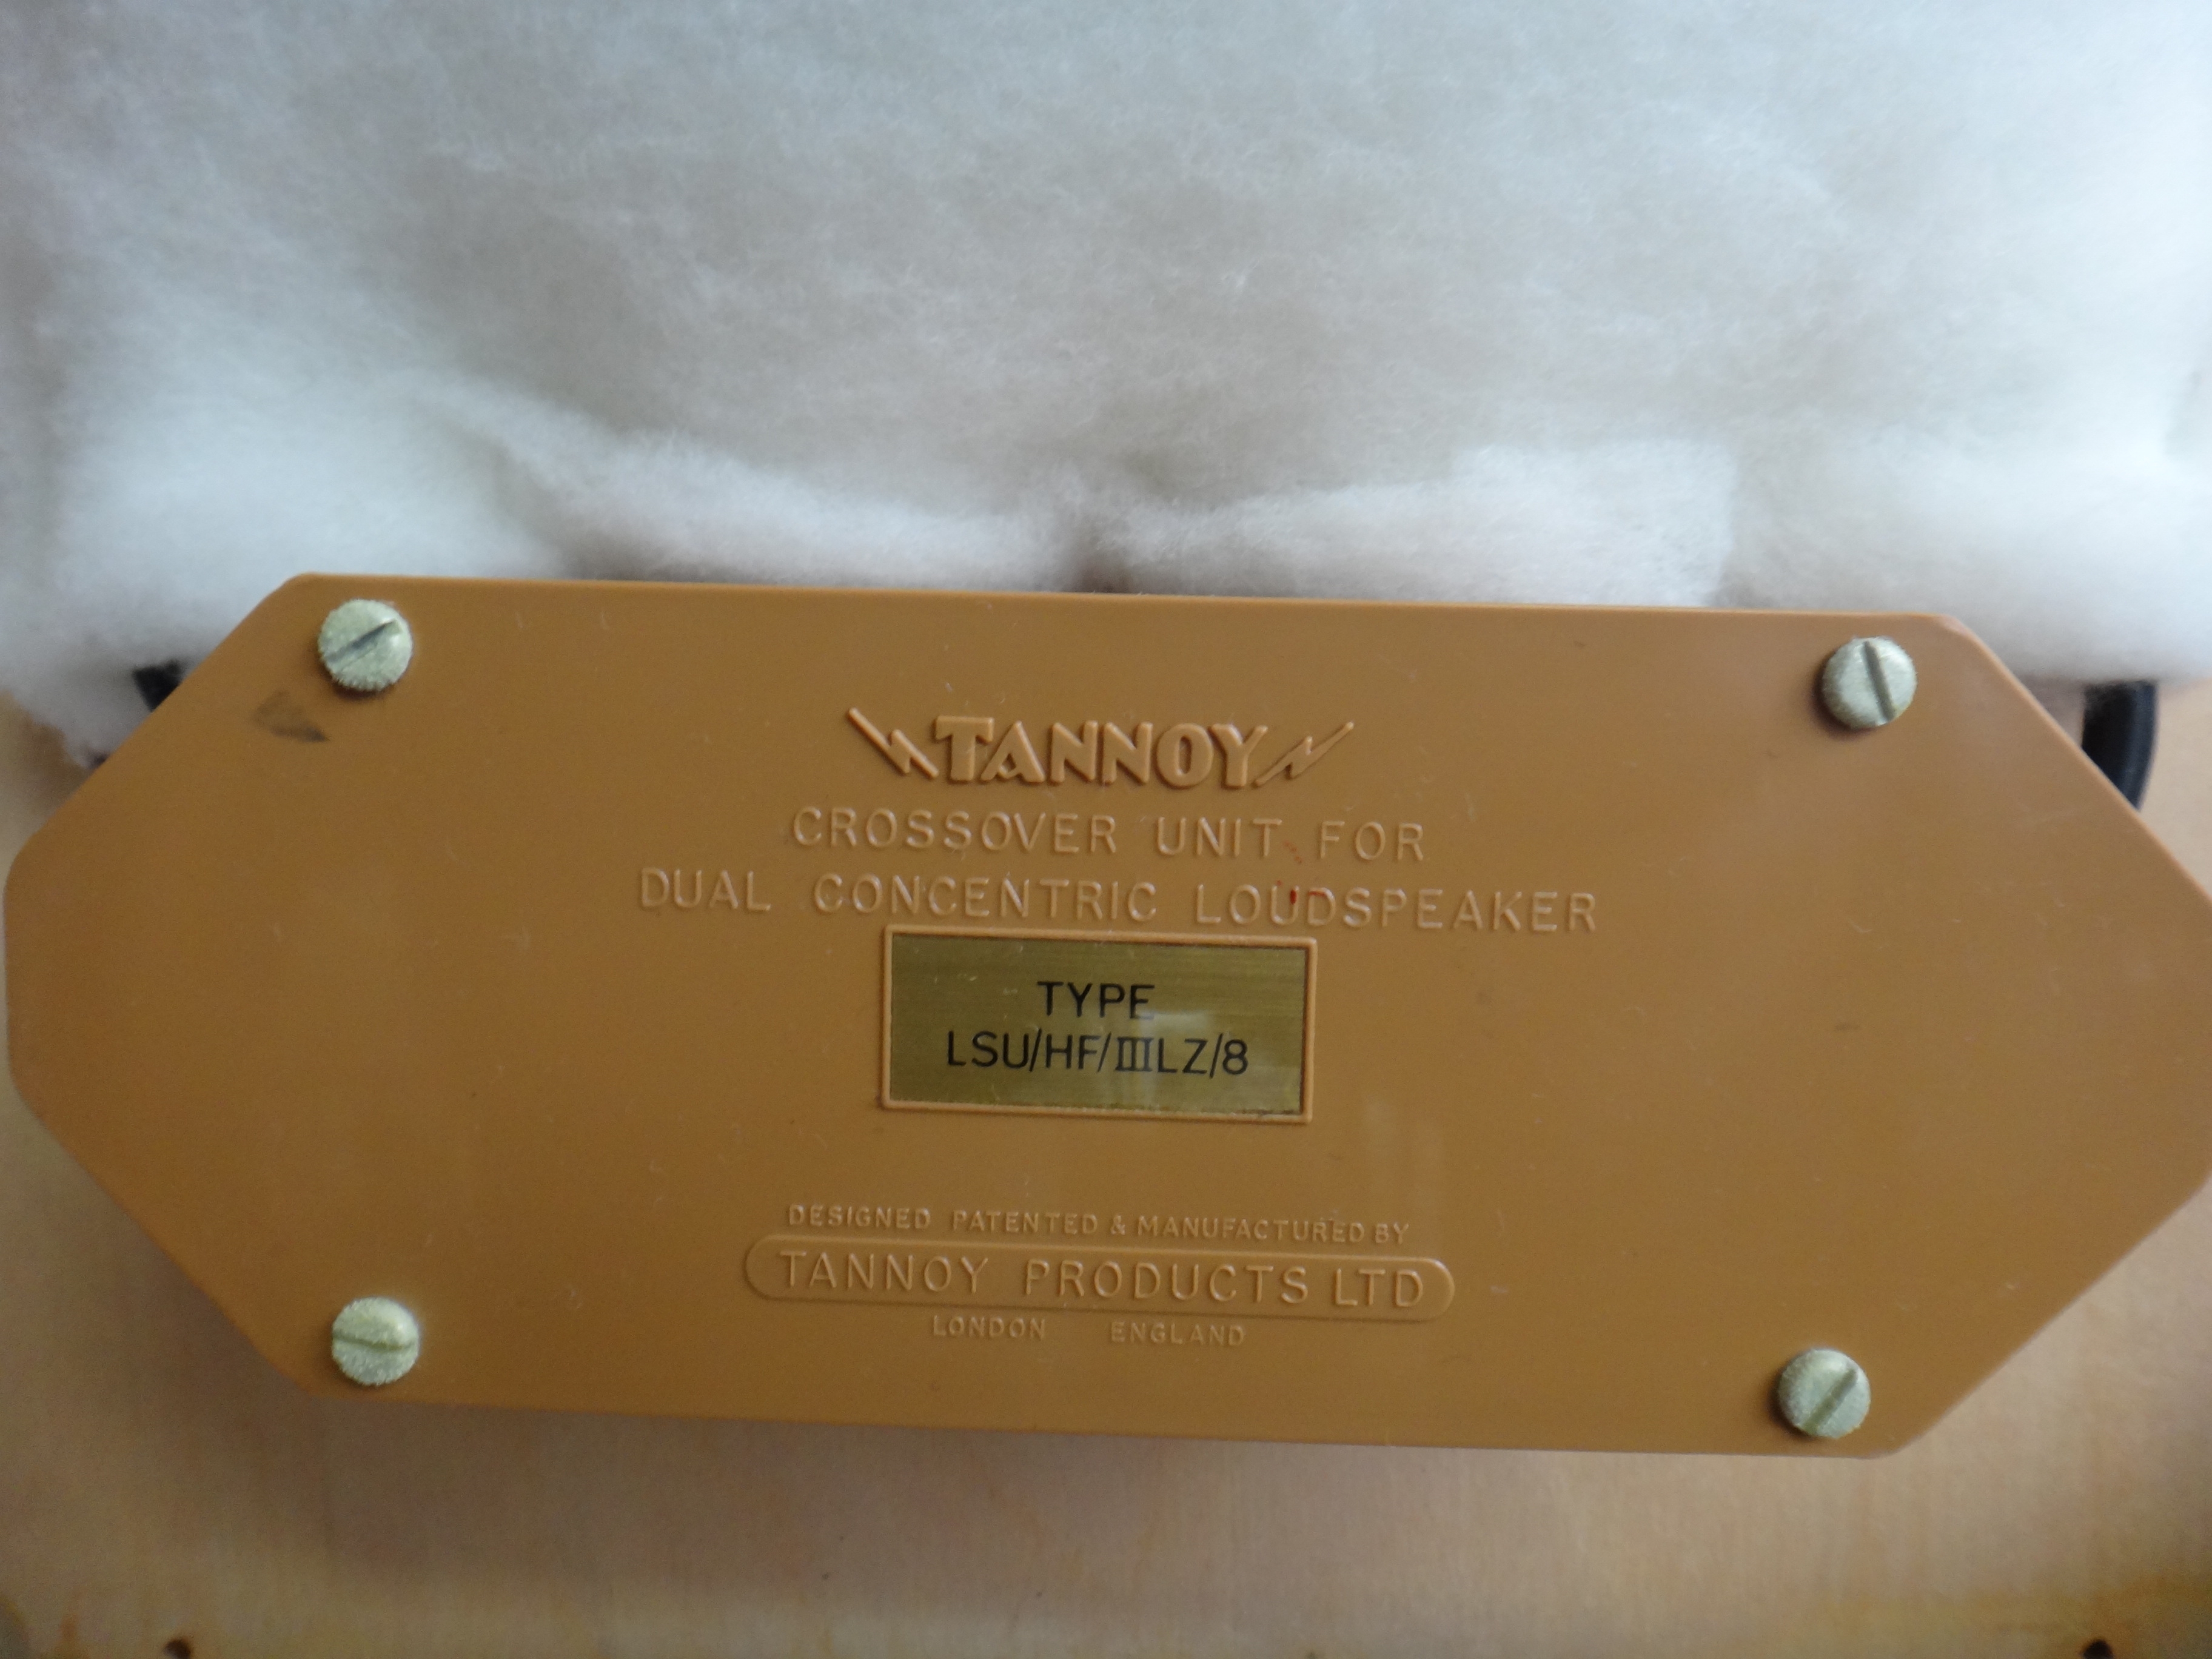 TANNOY
CROSSOVER UNIT FOR
DUAL CONCENTRIC LOUDSPEAKER
TYPE
LSU/HF/IIILZ/8
DESIGNED PATENTED & MANUFACTURED BY
TANNOY PRODUCTS LTD
LONDON ENGLAND